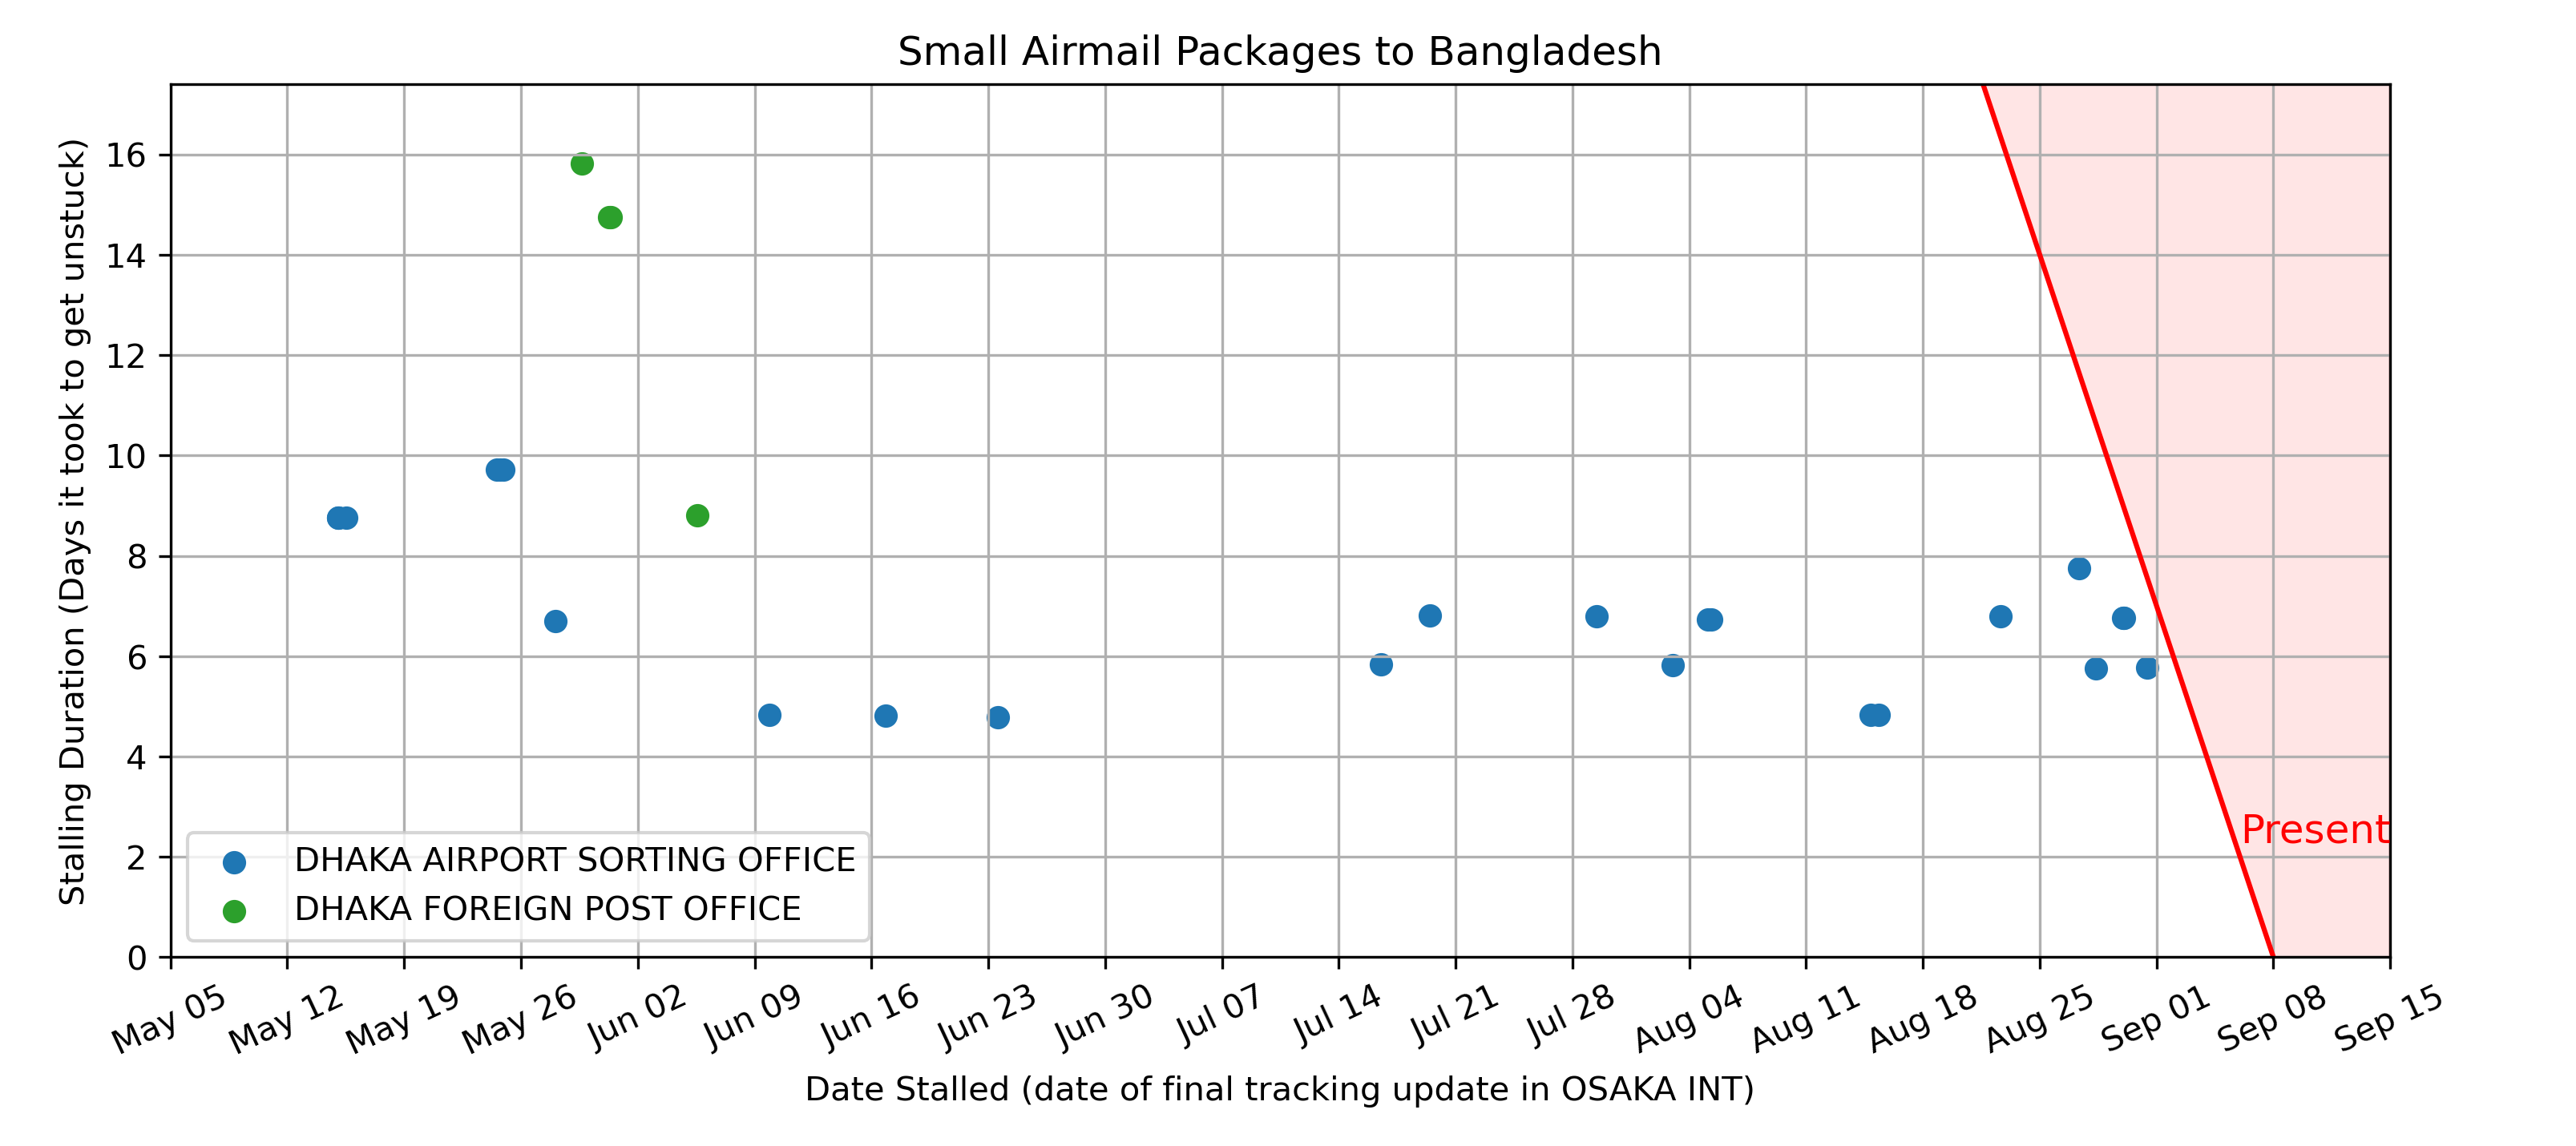 Small Airmail Packages to Bangladesh
Stalling Duration (Days it took to get unstuck)
16
14
12
10
8
6
4
2
0
Present
DHAKA AIRPORT SORTING OFFICE
DHAKA FOREIGN POST OFFICE
May 05
May 12
May 19
May 26
Jun 02
Jun 09
Jun 16
Jun 23
Jun 30
Jul 07
Jul 14
Jul 21
Jul 28
Aug 04
Aug 11
Aug 18
Aug 25
Sep 01
Sep 08
Sep 15
Date Stalled (date of final tracking update in OSAKA INT)